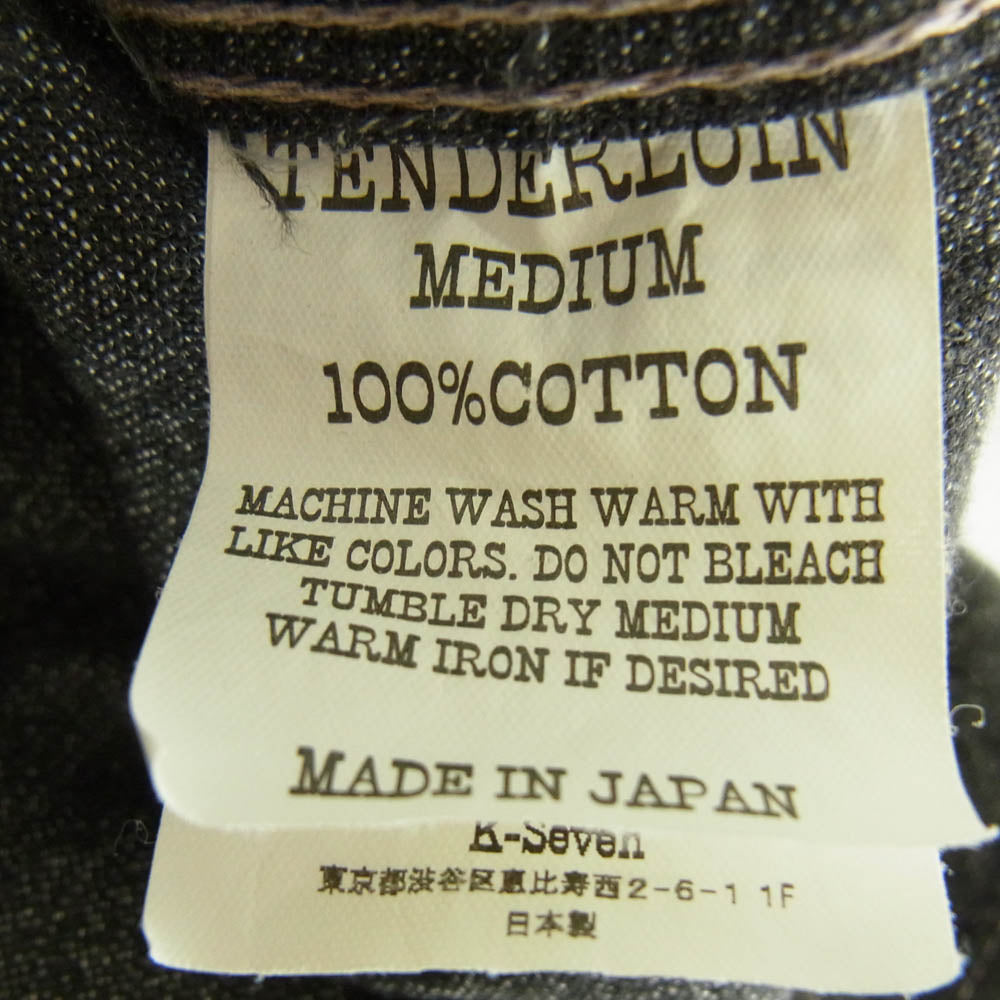 TENDERLOIN
MEDIUM
100%COTTON
MACHINE WASH WARM WITH
LIKE COLORS. DO NOT BLEACH
TUMBLE DRY MEDIUM
WARM IRON IF DESIRED
MADE IN JAPAN
K-Seven
東京都渋谷区恵比寿西2-6-1 1F
日本製